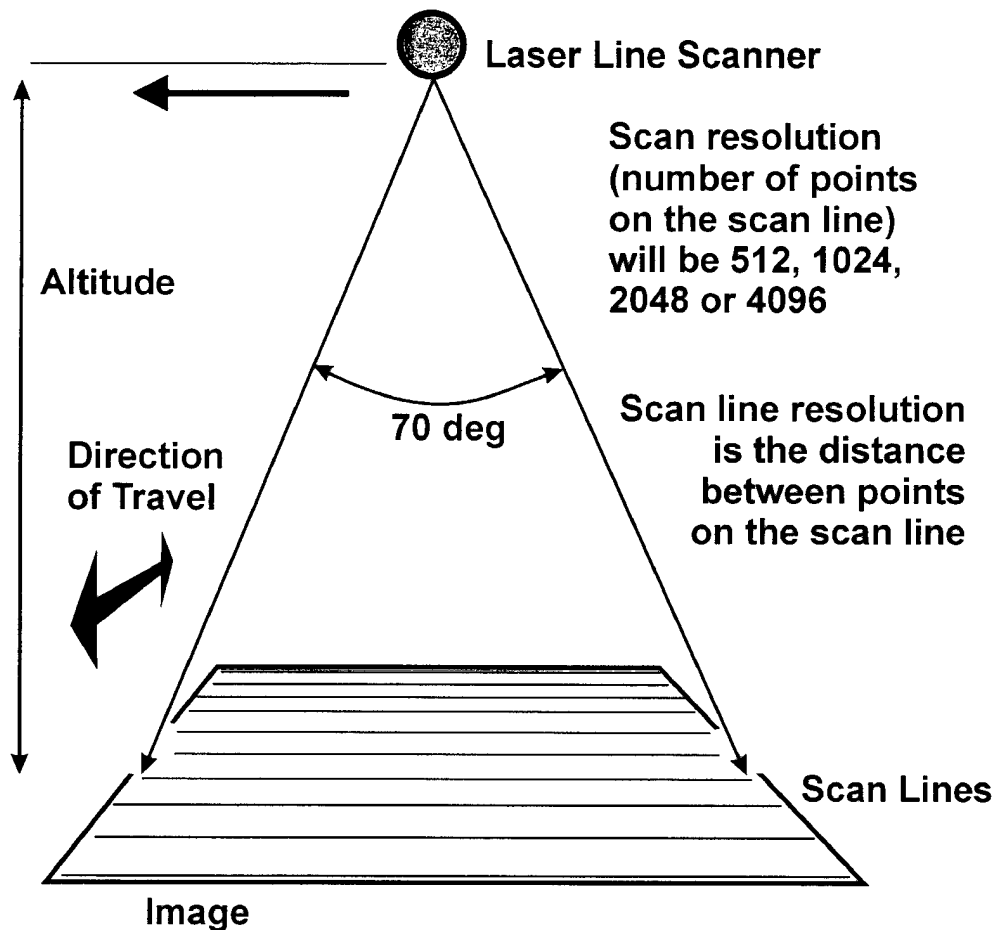 Laser Line Scanner
Scan resolution
(number of points
on the scan line)
will be 512, 1024,
2048 or 4096
Altitude
70 deg
Scan line resolution
is the distance
between points
on the scan line
Direction
of Travel
Scan Lines
Image